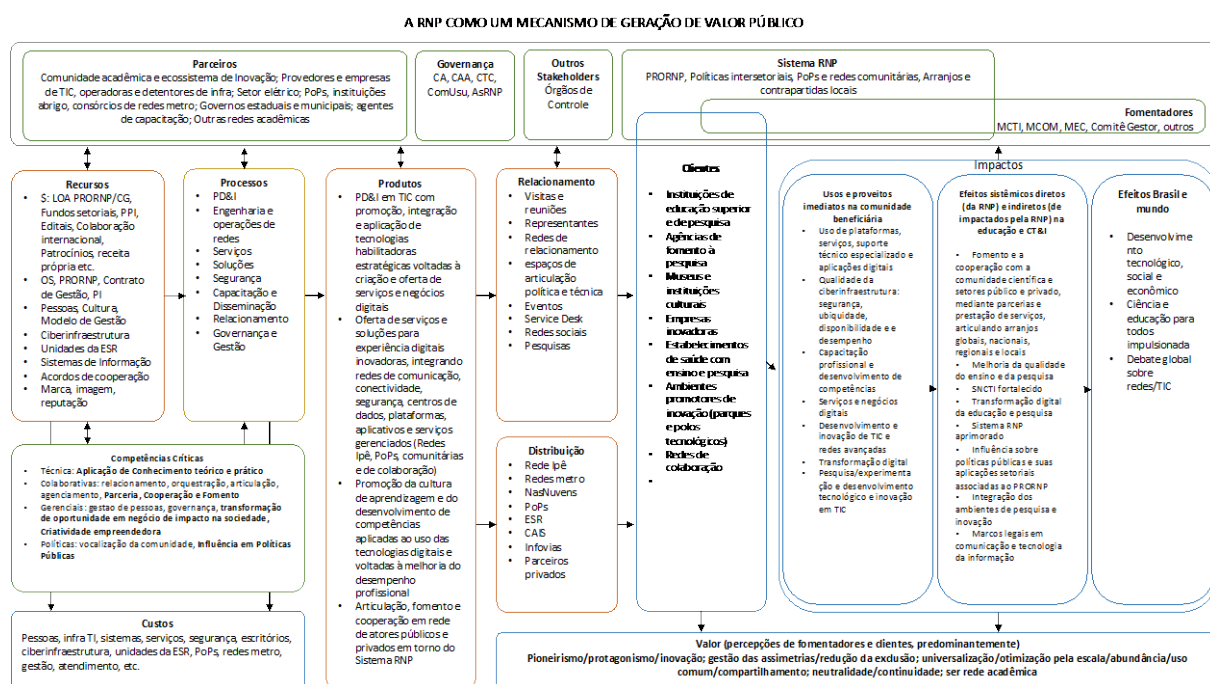 A RNP COMO UM MECANISMO DE GERAÇÃO DE VALOR PÚBLICO
Parceiros
Comunidade acadêmica e ecossistema de Inovação; Provedores e empresas
de TIC, operadoras e detentores de infra; Setor elétrico; PoPs, instituições
abrigo, consórcios de redes metro; Governos estaduais e municipais; agentes
de capacitação; Outras redes acadêmicas
Governança
CA, CAA, CTC,
ComUsu, AsRNP
Outros
Stakeholders
Órgãos de
Controle
Sistema RNP
PRORNP, Políticas intersetoriais, PoPs e redes comunitárias, Arranjos e
contrapartidas locais
Fomentadores
MCTI, MCOM, MEC, Comitê Gestor, outros
Recursos
• $: LOA PRORNP/CG,
Fundos setoriais, PPI,
Editais, Colaboração
internacional,
Patrocínios, receita
própria etc.
• OS, PRORNP, Contrato
de Gestão, PI
• Pessoas, Cultura,
Modelo de Gestão
• Ciberinfraestrutura
• Unidades da ESR
• Sistemas de Informação
• Acordos de cooperação
• Marca, imagem,
reputação
Processos
• PD&I
• Engenharia e
operações de
redes
• Serviços
• Soluções
• Segurança
• Capacitação e
Disseminação
• Relacionamento
• Governança e
Gestão
Produtos
• PD&I em TIC com
promoção, integração
e aplicação de
tecnologias
habilitadoras
estratégicas voltadas à
criação e oferta de
serviços e negócios
digitais
• Oferta de serviços e
soluções para
experiência digitais
inovadoras, integrando
redes de comunicação,
conectividade,
segurança, centros de
dados, plataformas,
aplicativos e serviços
gerenciados (Redes
Ipê, PoPs, comunitárias
e de colaboração)
• Promoção da cultura
de aprendizagem e do
desenvolvimento de
competências
aplicadas ao uso das
tecnologias digitais e
voltadas à melhoria do
desempenho
profissional
• Articulação, fomento e
cooperação em rede
de atores públicos e
privados em torno do
Sistema RNP
Relacionamento
• Visitas e
reuniões
• Representantes
• Redes de
relacionamento
• espaços de
articulação
política e técnica
• Eventos
• Service Desk
• Redes sociais
• Pesquisas
Distribuição
• Rede Ipê
• Redes metro
• NasNuvens
• PoPs
• ESR
• CAIS
• Infovias
• Parceiros
privados
Clientes
• Instituições de
educação superior
e de pesquisa
• Agências de
fomento à
pesquisa
• Museus e
instituições
culturais
• Empresas
inovadoras
• Estabelecimentos
de saúde com
ensino e pesquisa
• Ambientes
promotores de
inovação (parques
e polos
tecnológicos)
• Redes de
colaboração
•
Impactos
Usos e proveitos
imediatos na comunidade
beneficiária
• Uso de plataformas,
serviços, suporte
técnico especializado e
aplicações digitais
• Qualidade da
ciberinfraestrutura:
segurança,
ubiquidade,
disponibilidade e e
desempenho
• Capacitação
profissional e
desenvolvimento de
competências
• Serviços e negócios
digitais
• Desenvolvimento e
inovação de TIC e
redes avançadas
• Transformação digital
• Pesquisa/experimenta
ção e desenvolvimento
tecnológico e inovação
em TIC
Efeitos sistêmicos diretos
(da RNP) e indiretos (de
impactados pela RNP) na
educação e CT&I
• Fomento e a
cooperação com a
comunidade científica e
setores público e privado,
mediante parcerias e
prestação de serviços,
articulando arranjos
globais, nacionais,
regionais e locais
• Melhoria da qualidade
do ensino e da pesquisa
• SNCTI fortalecido
• Transformação digital
da educação e pesquisa
• Sistema RNP
aprimorado
• Influência sobre
políticas públicas e suas
aplicações setoriais
associadas ao PRORNP
• Integração dos
ambientes de pesquisa e
inovação
• Marcos legais em
comunicação e tecnologia
da informação
Efeitos Brasil e
mundo
• Desenvolvime
nto
tecnológico,
social e
econômico
• Ciência e
educação para
todos
impulsionada
• Debate global
sobre
redes/TIC
Competências Críticas
• Técnica: Aplicação de Conhecimento teórico e prático
• Colaborativas: relacionamento, orquestração, articulação,
agenciamento, Parceria, Cooperação e Fomento
• Gerenciais: gestao de pessoas, governança, transformação
de oportunidade em negócio de impacto na sociedade,
Criatividade empreendedora
• Políticas: vocalização da comunidade, Influência em Políticas
Públicas
Custos
Pessoas, infra TI, sistemas, serviços, segurança, escritórios,
ciberinfraestrutura, unidades da ESR, PoPs, redes metro,
gestão, atendimento, etc.
Valor (percepções de fomentadores e clientes, predominantemente)
Pioneirismo/protagonismo/inovação; gestão das assimetrias/redução da exclusão; universalização/otimização pela escala/abundância/uso
comum/compartilhamento; neutralidade/continuidade; ser rede acadêmica